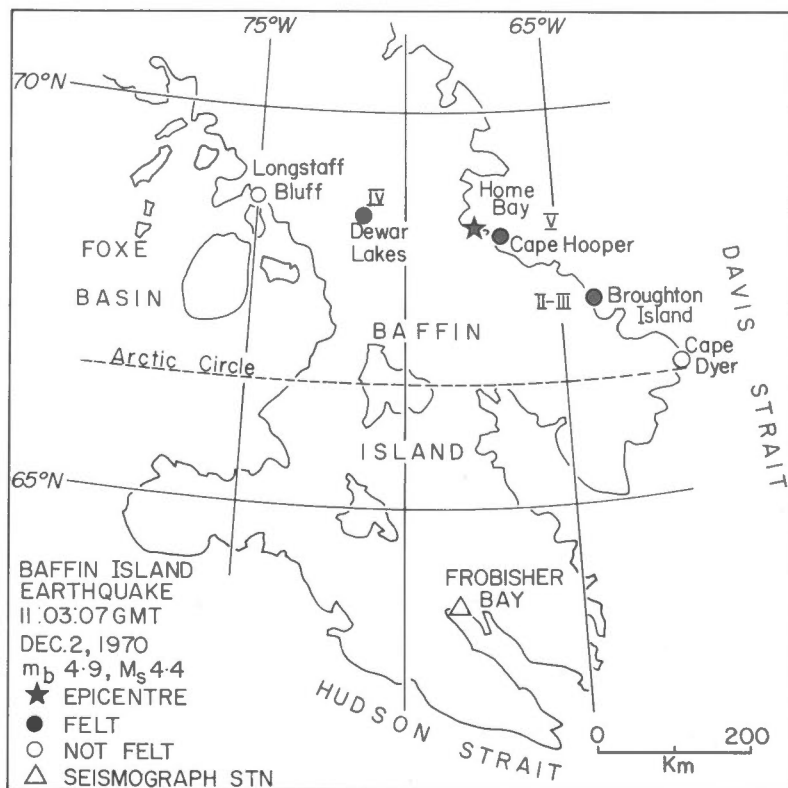 75°W
65°W
70°N
Longstaff
Bluff
IV
Dewar
Lakes
Home
Bay
V
Cape Hooper
FOXE
BASIN
II-III
Broughton
Island
DAVIS STRAIT
BAFFIN
Cape
Dyer
Arctic Circle
ISLAND
65°N
FROBISHER
BAY
BAFFIN ISLAND
EARTHQUAKE
11:03:07 GMT
DEC. 2, 1970
mb 4·9, Ms 4·4
EPICENTRE
FELT
NOT FELT
SEISMOGRAPH STN
HUDSON STRAIT
0 200
Km